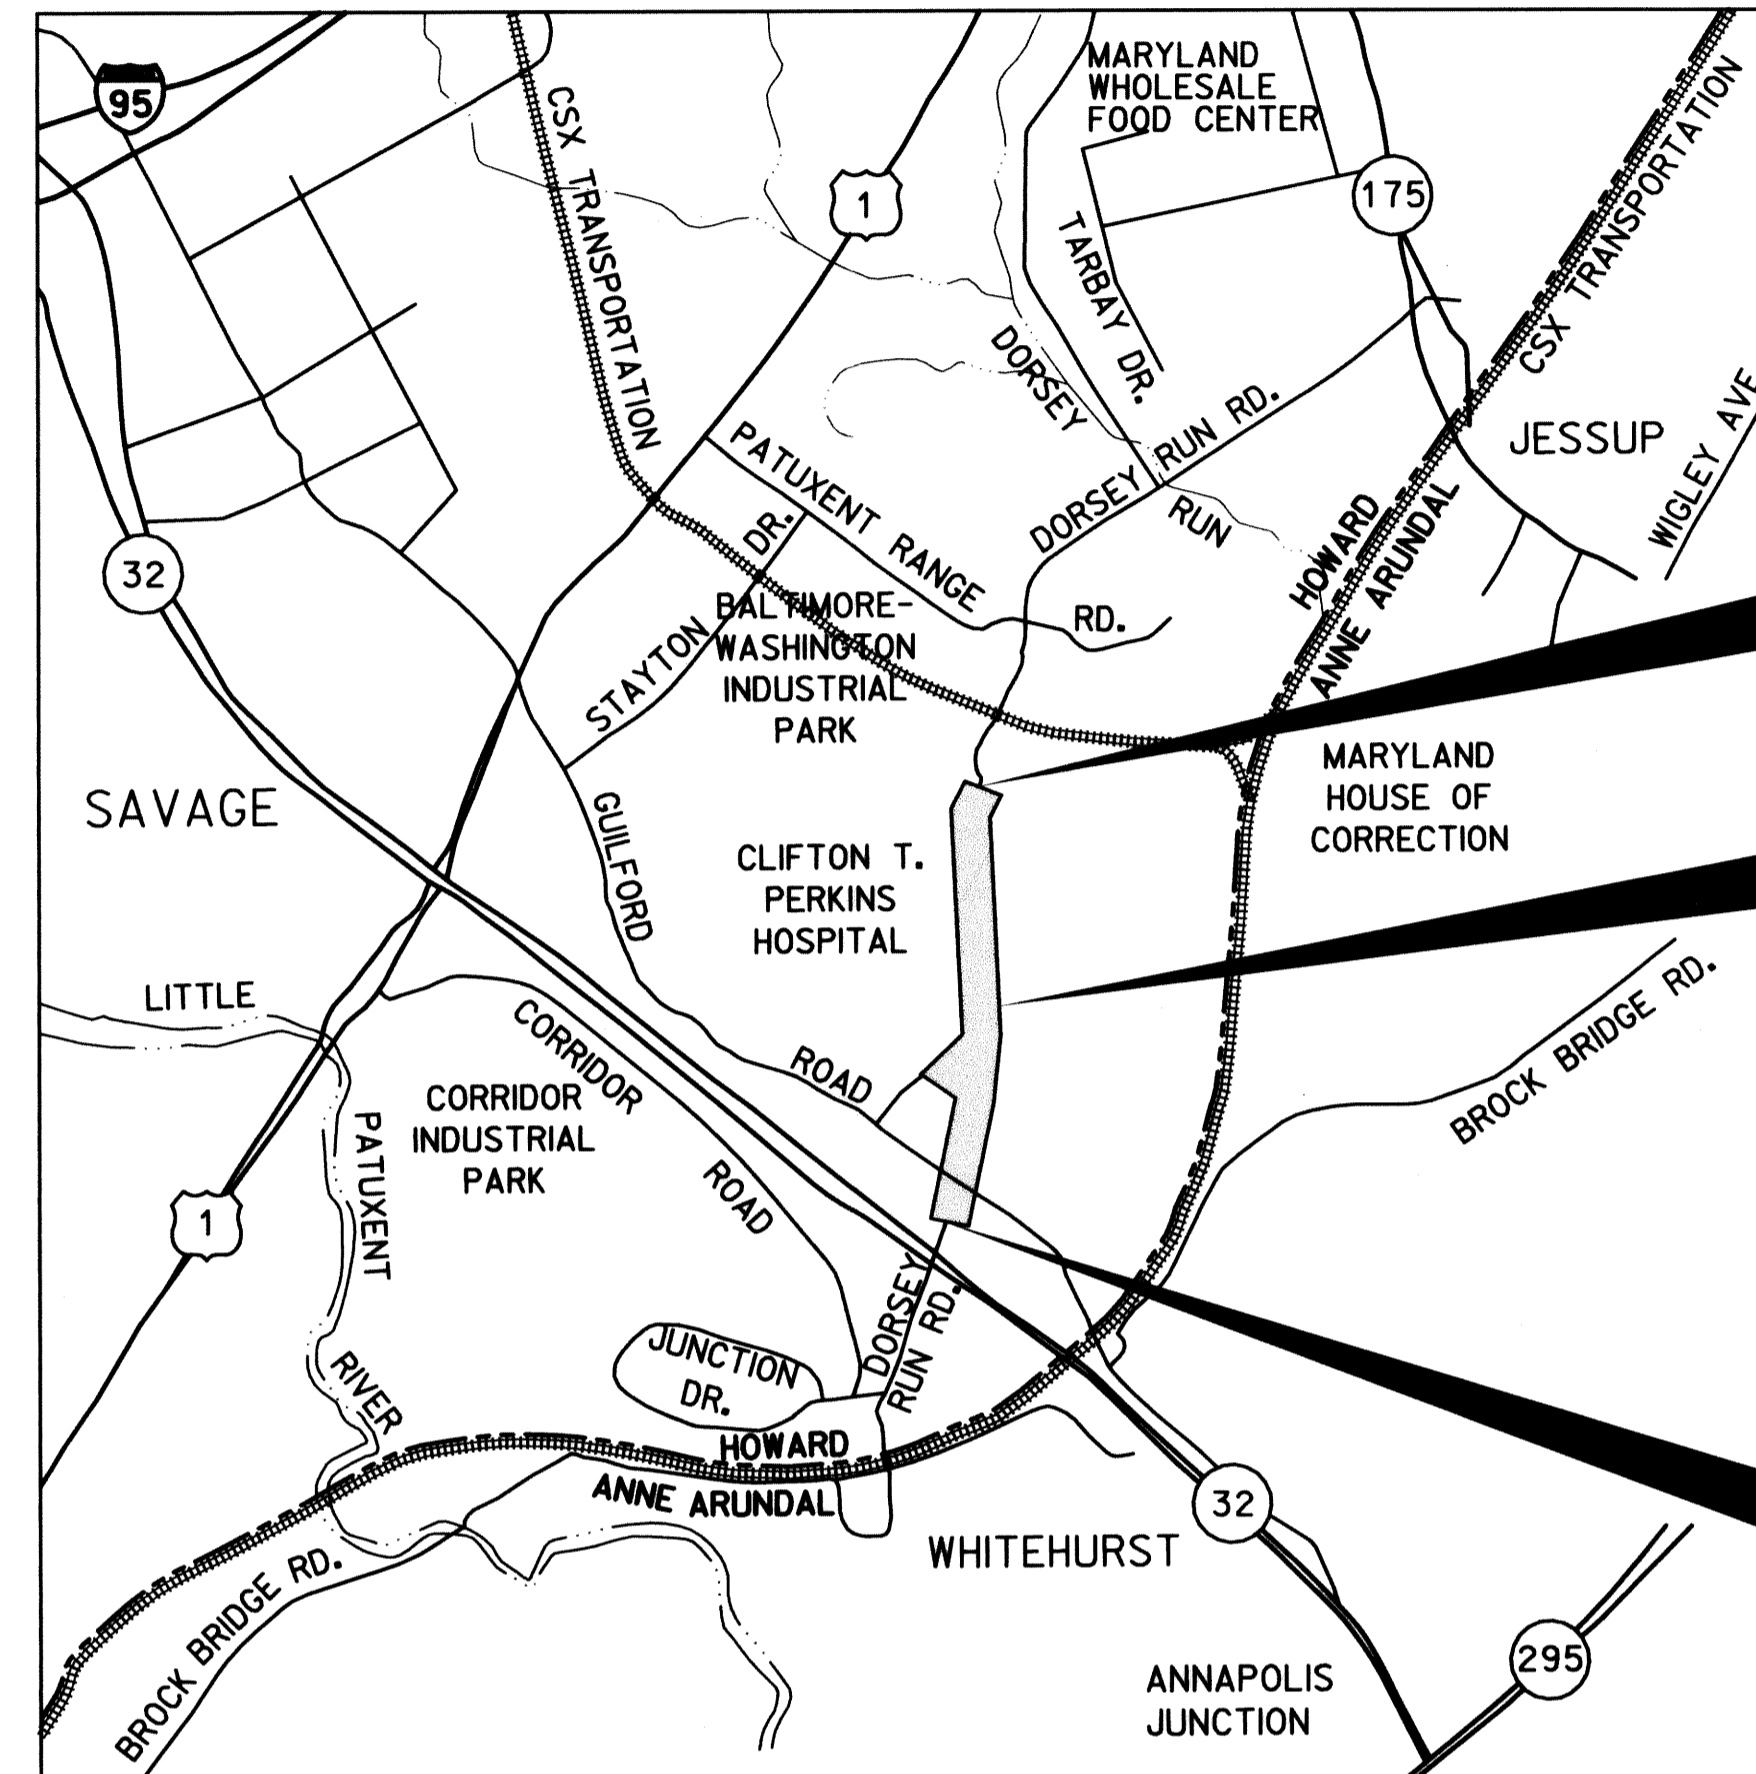 MARYLAND
WHOLESALE
FOOD CENTER
95
CSX TRANSPORTATION
1
175
CSX TRANSPORTATION
TARBAY DR.
DORSEY
RUN
DORSEY RUN RD.
JESSUP
WIGLEY AVE
PATUXENT RANGE
RD.
HOWARD
ANNE ARUNDAL
32
STAYTON DR.
BALTIMORE-
WASHINGTON
INDUSTRIAL
PARK
MARYLAND
HOUSE OF
CORRECTION
SAVAGE
GUILFORD
ROAD
CLIFTON T.
PERKINS
HOSPITAL
LITTLE
PATUXENT
RIVER
CORRIDOR
ROAD
BROCK BRIDGE RD.
CORRIDOR
INDUSTRIAL
PARK
1
DORSEY
RUN RD.
JUNCTION
DR.
HOWARD
ANNE ARUNDAL
32
WHITEHURST
BROCK BRIDGE RD.
295
ANNAPOLIS
JUNCTION